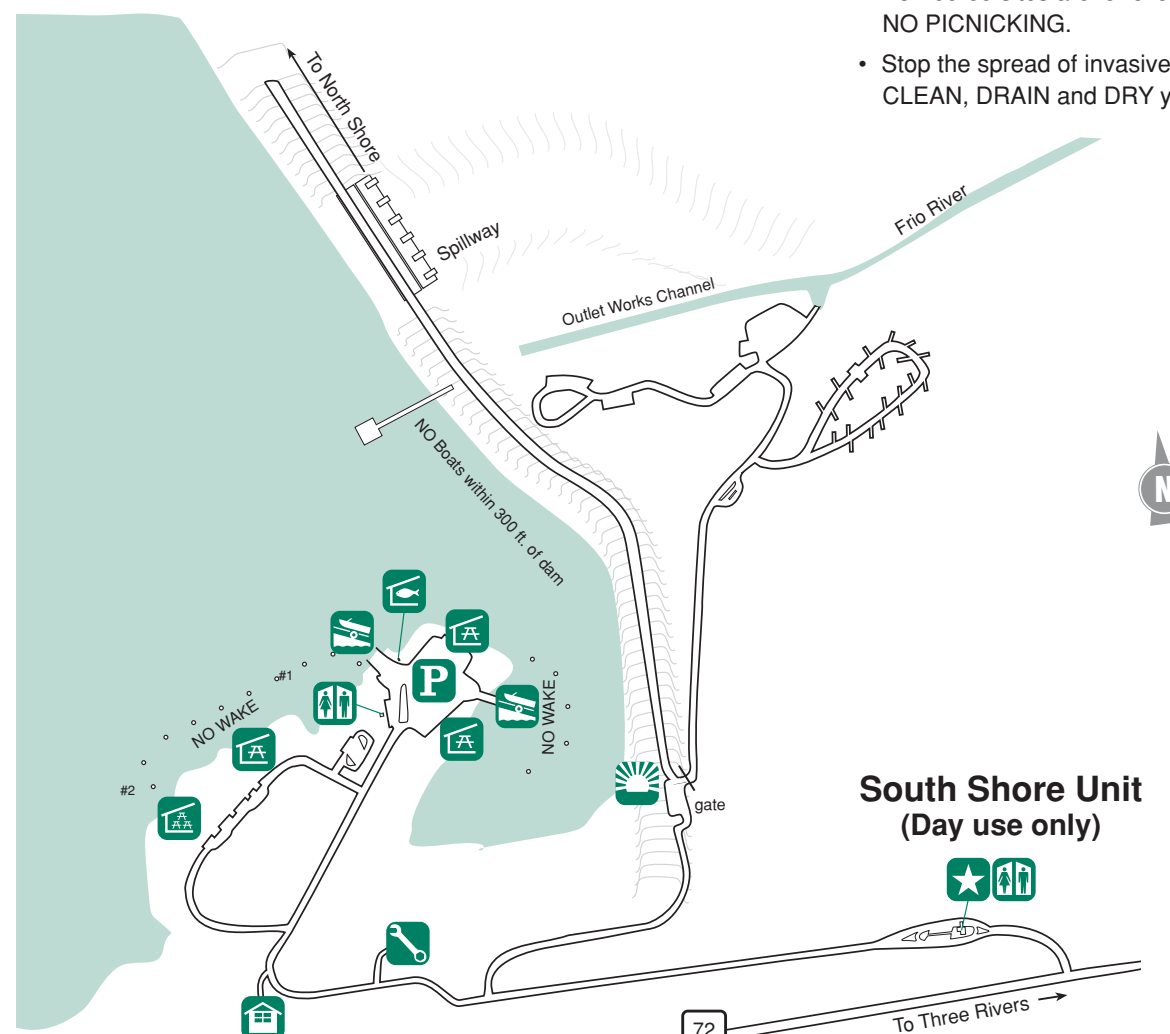 NO PICNICKING.
• Stop the spread of invasive
CLEAN, DRAIN and DRY y
To North Shore
Spillway
Frio River
Outlet Works Channel
NO Boats within 300 ft. of dam
N
#1
P
NO WAKE
NO WAKE
#2
gate
South Shore Unit
(Day use only)
72
To Three Rivers